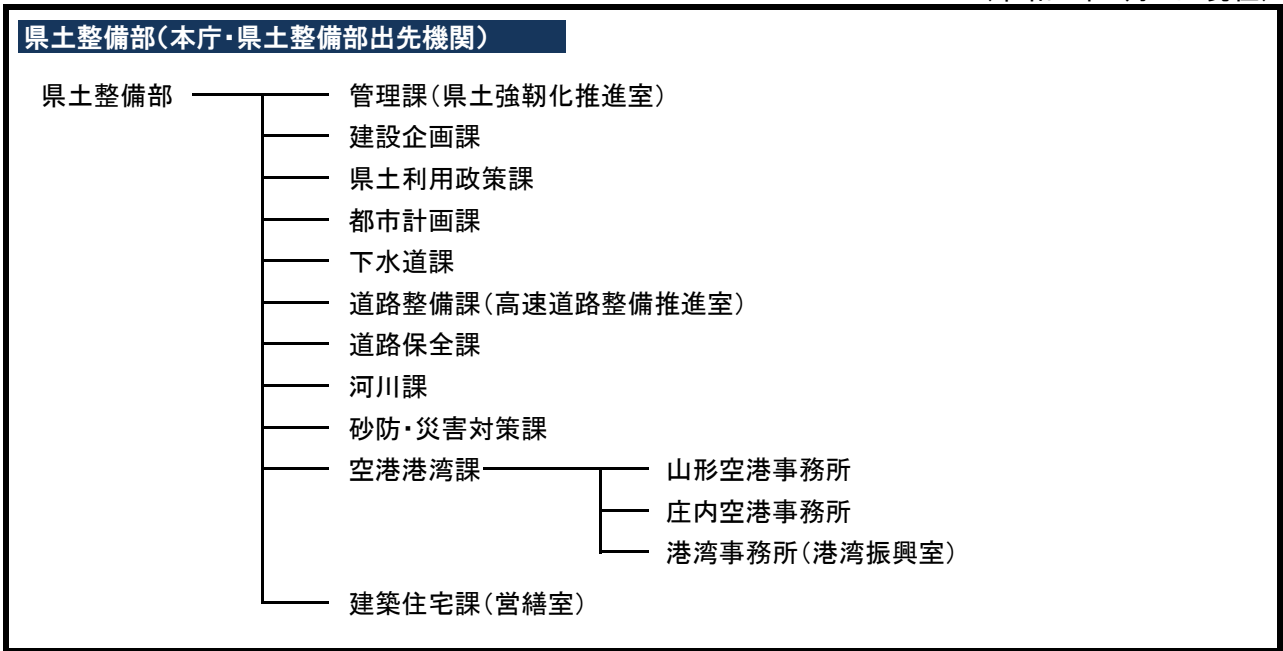 県土整備部(本庁・県土整備部出先機関)
県土整備部 管理課(県土強靭化推進室)
建設企画課
県土利用政策課
都市計画課
下水道課
道路整備課(高速道路整備推進室)
道路保全課
河川課
砂防・災害対策課
空港港湾課 山形空港事務所
庄内空港事務所
港湾事務所(港湾振興室)
建築住宅課(営繕室)